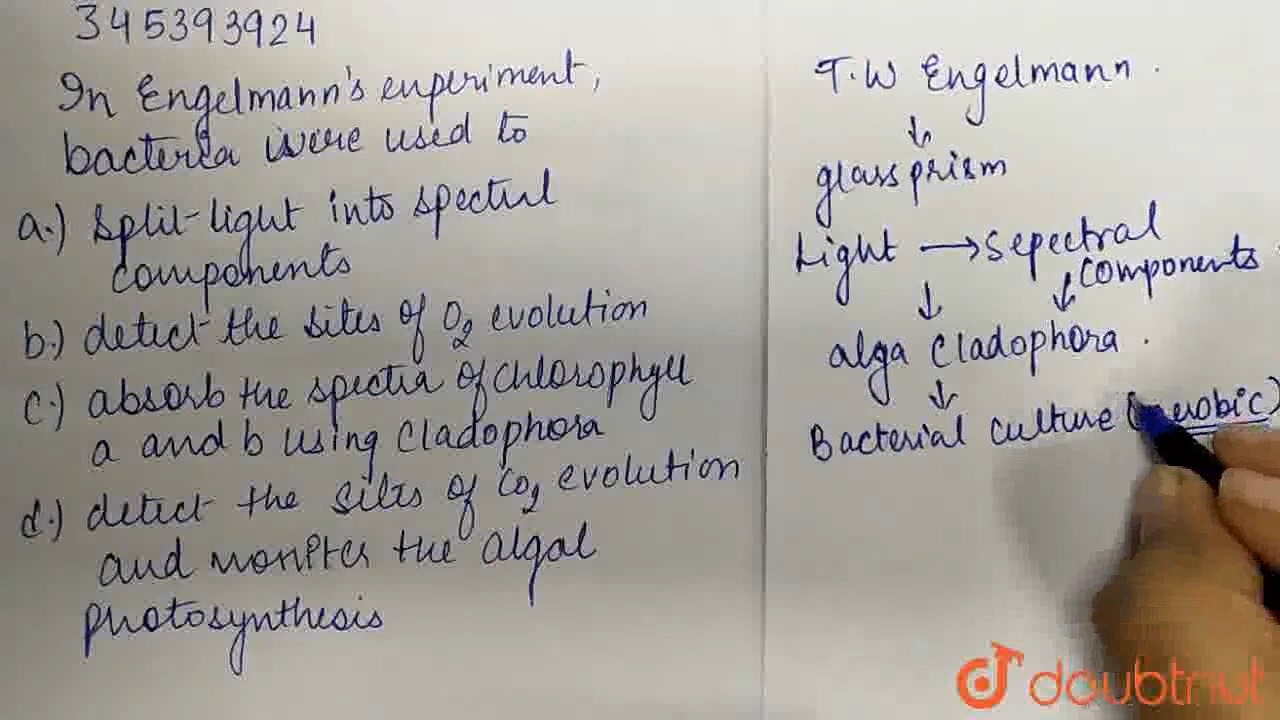 345393924
In Engelmann's experiment,
bacteria were used to
a.) split light into spectul
components
b.) detect the sites of O2 evolution
c.) absorb the spectra of chlorophyll
a and b using Cladophora
d.) detect the sites of CO2 evolution
and moniter the algal
photosynthesis
T.W Engelmann.
↓
glass prism
Light → Sepectral
components
↓ ↓
alga Cladophora.
↓
Bacterial culture (aerobic)
doubtnut